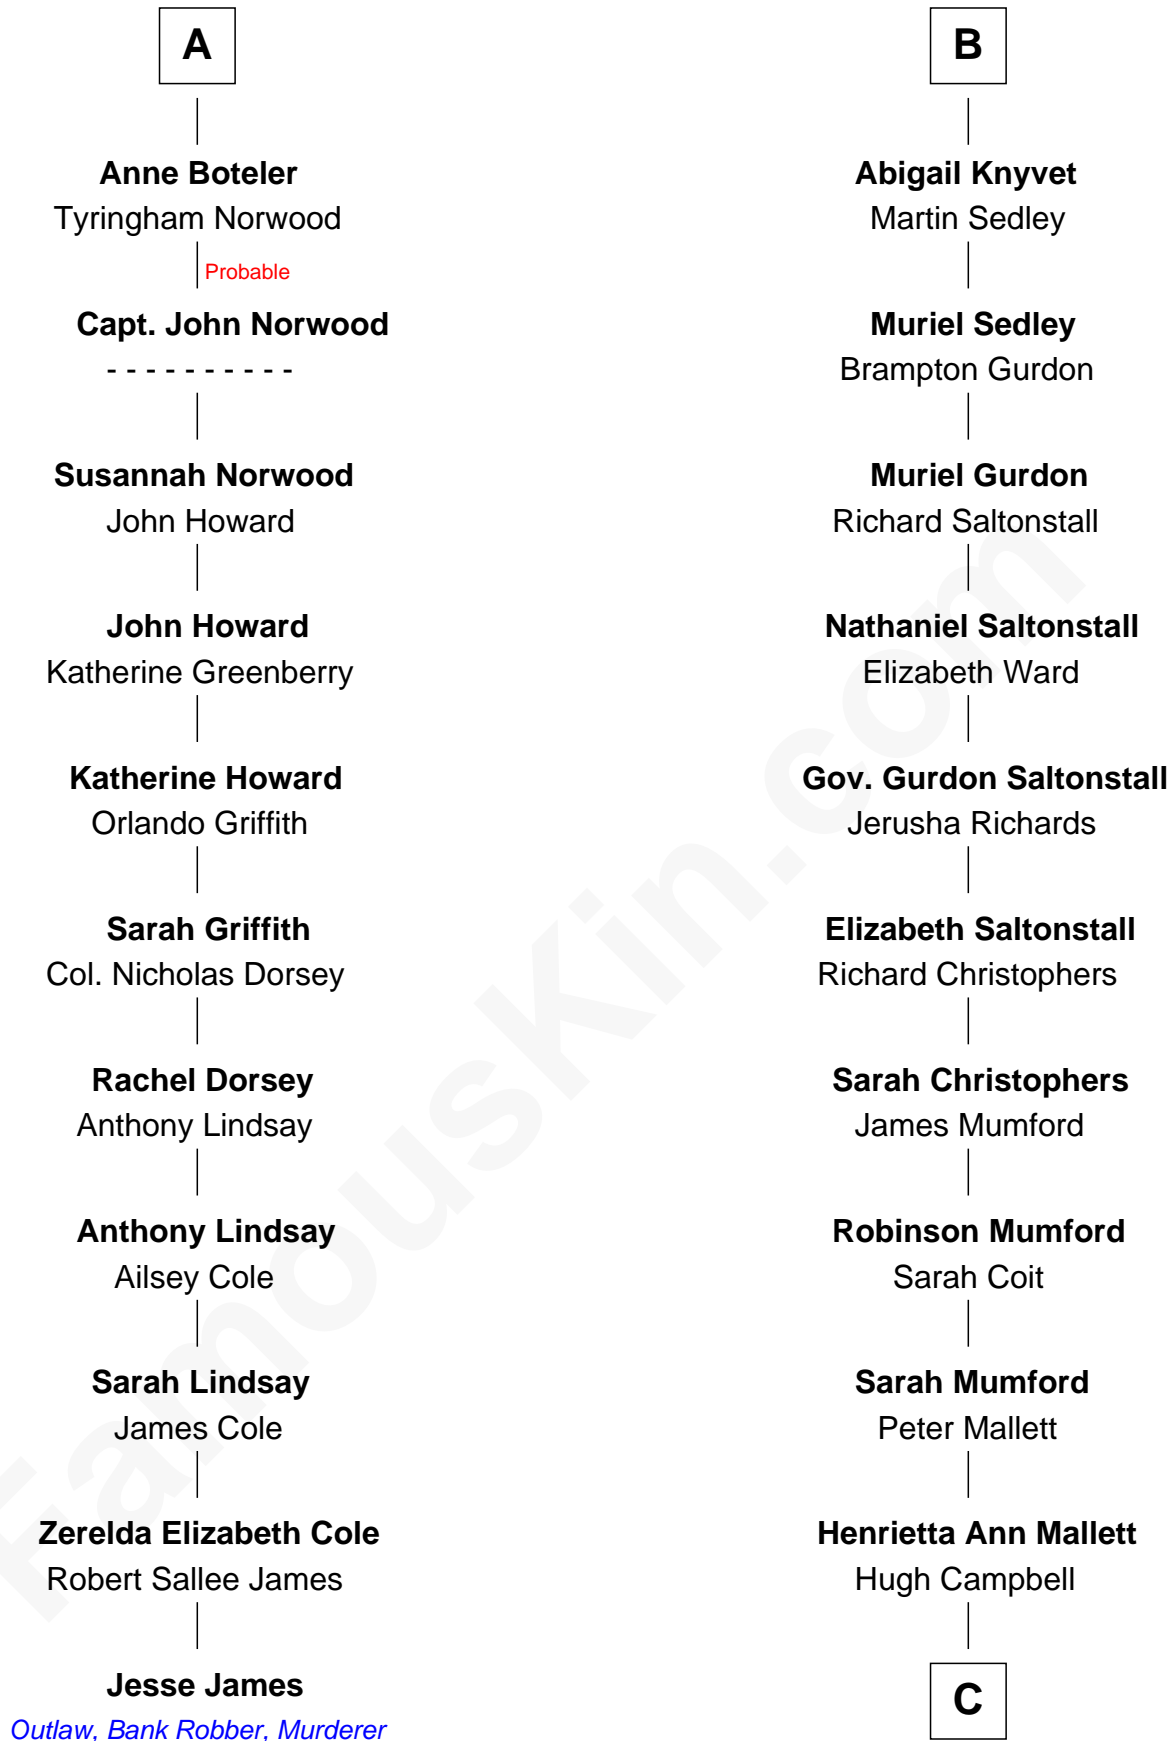 A
Anne Boteler
Tyringham Norwood
Probable
Capt. John Norwood
- - - - - - - - - -
Susannah Norwood
John Howard
John Howard
Katherine Greenberry
Katherine Howard
Orlando Griffith
Sarah Griffith
Col. Nicholas Dorsey
Rachel Dorsey
Anthony Lindsay
Anthony Lindsay
Ailsey Cole
Sarah Lindsay
James Cole
Zerelda Elizabeth Cole
Robert Sallee James
Jesse James
Outlaw, Bank Robber, Murderer
B
Abigail Knyvet
Martin Sedley
Muriel Sedley
Brampton Gurdon
Muriel Gurdon
Richard Saltonstall
Nathaniel Saltonstall
Elizabeth Ward
Gov. Gurdon Saltonstall
Jerusha Richards
Elizabeth Saltonstall
Richard Christophers
Sarah Christophers
James Mumford
Robinson Mumford
Sarah Coit
Sarah Mumford
Peter Mallett
Henrietta Ann Mallett
Hugh Campbell
C
FamousKin.com